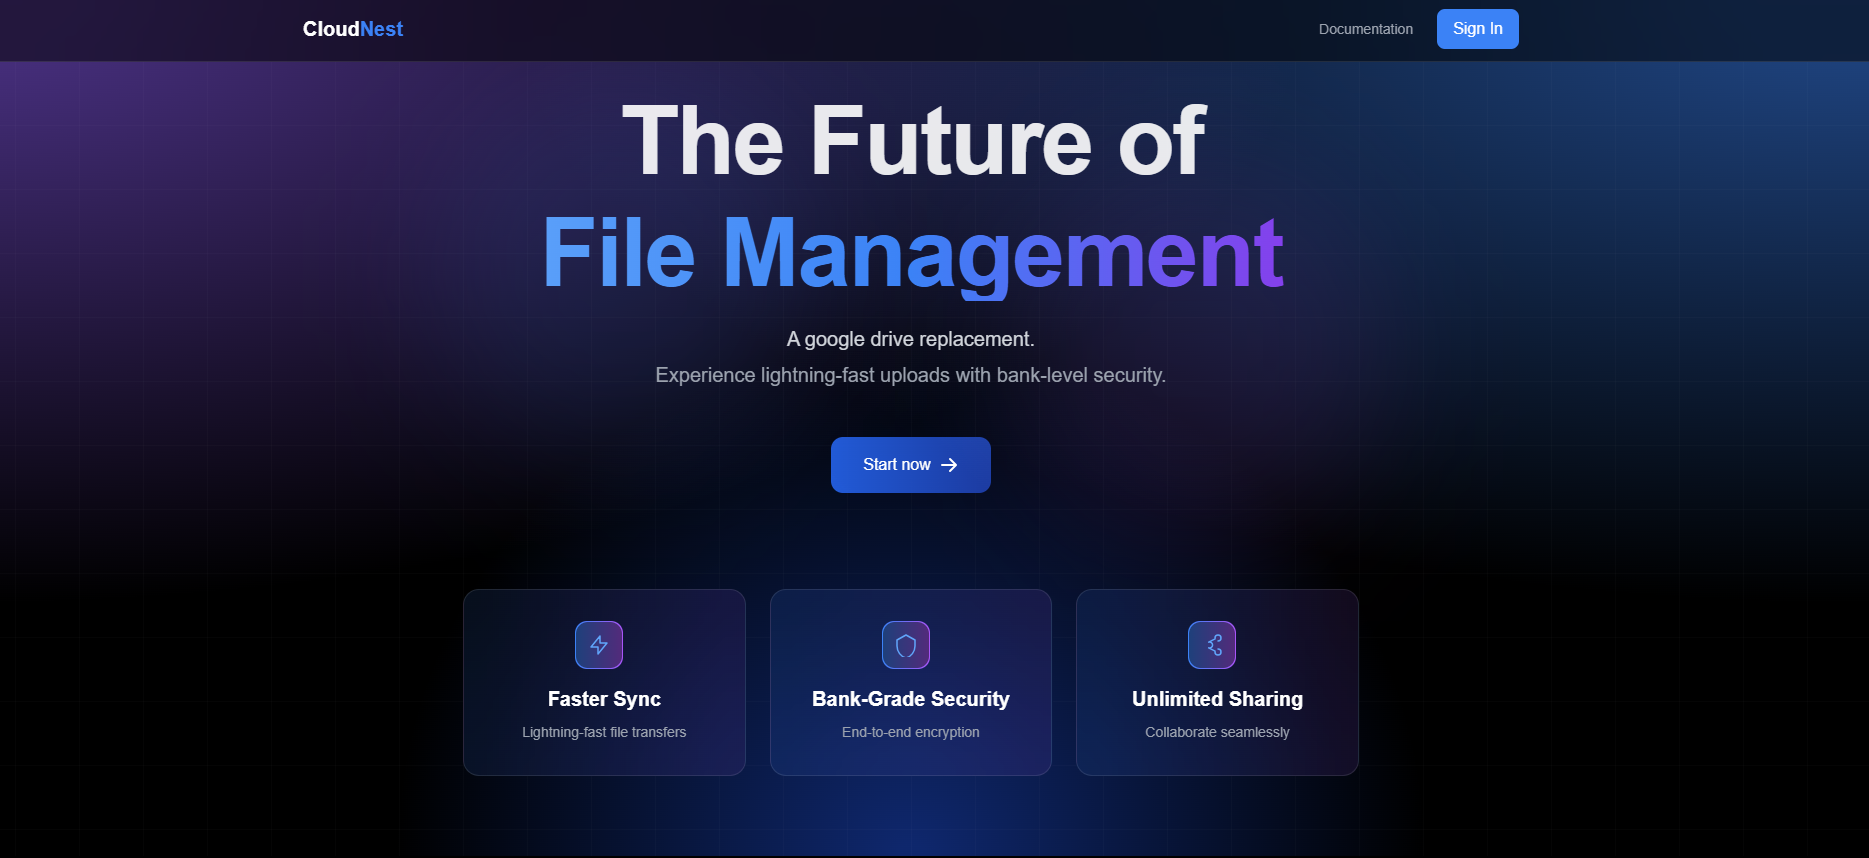 CloudNest
Documentation
Sign In
The Future of
File Management
A google drive replacement.
Experience lightning-fast uploads with bank-level security.
Start now
Faster Sync
Lightning-fast file transfers
Bank-Grade Security
End-to-end encryption
Unlimited Sharing
Collaborate seamlessly